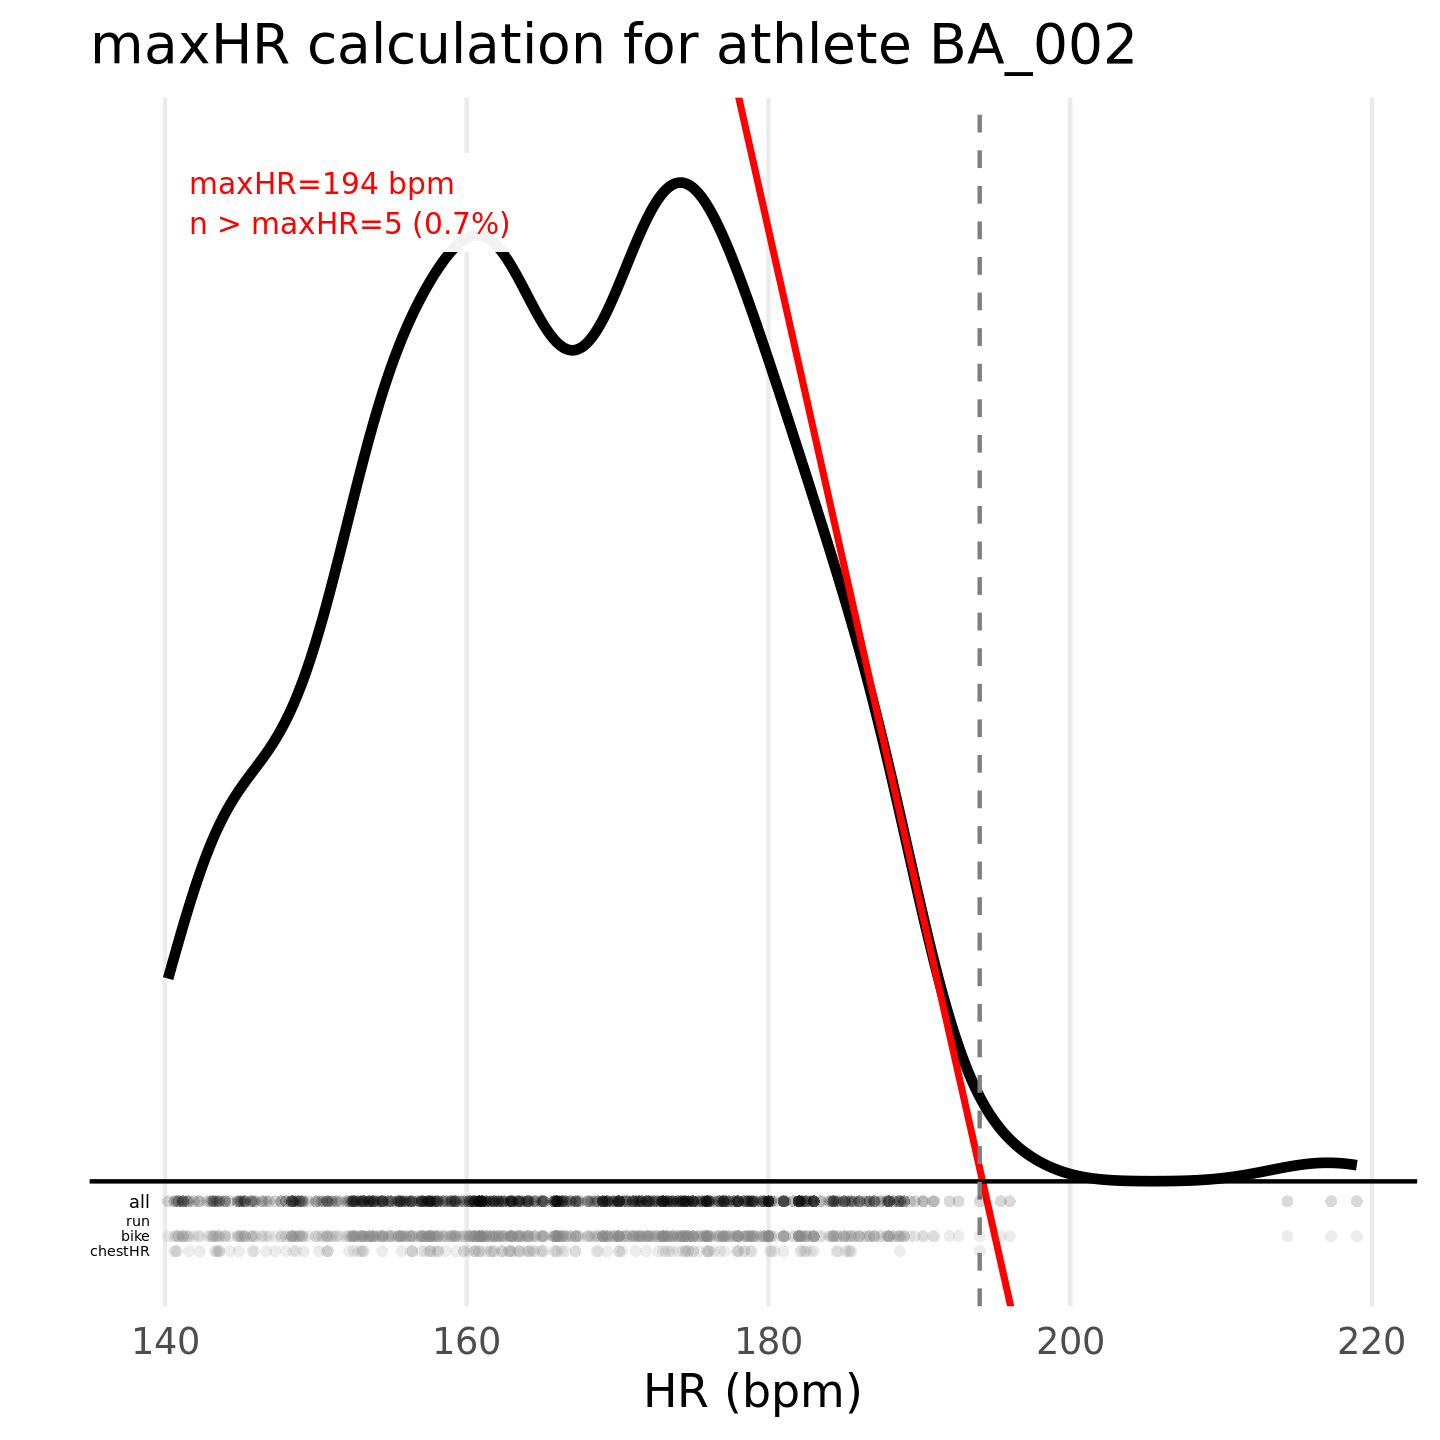 maxHR calculation for athlete BA_002
maxHR=194 bpm
n > maxHR=5 (0.7%)
all
run
bike
chestHR
140 160 180 200 220
HR (bpm)